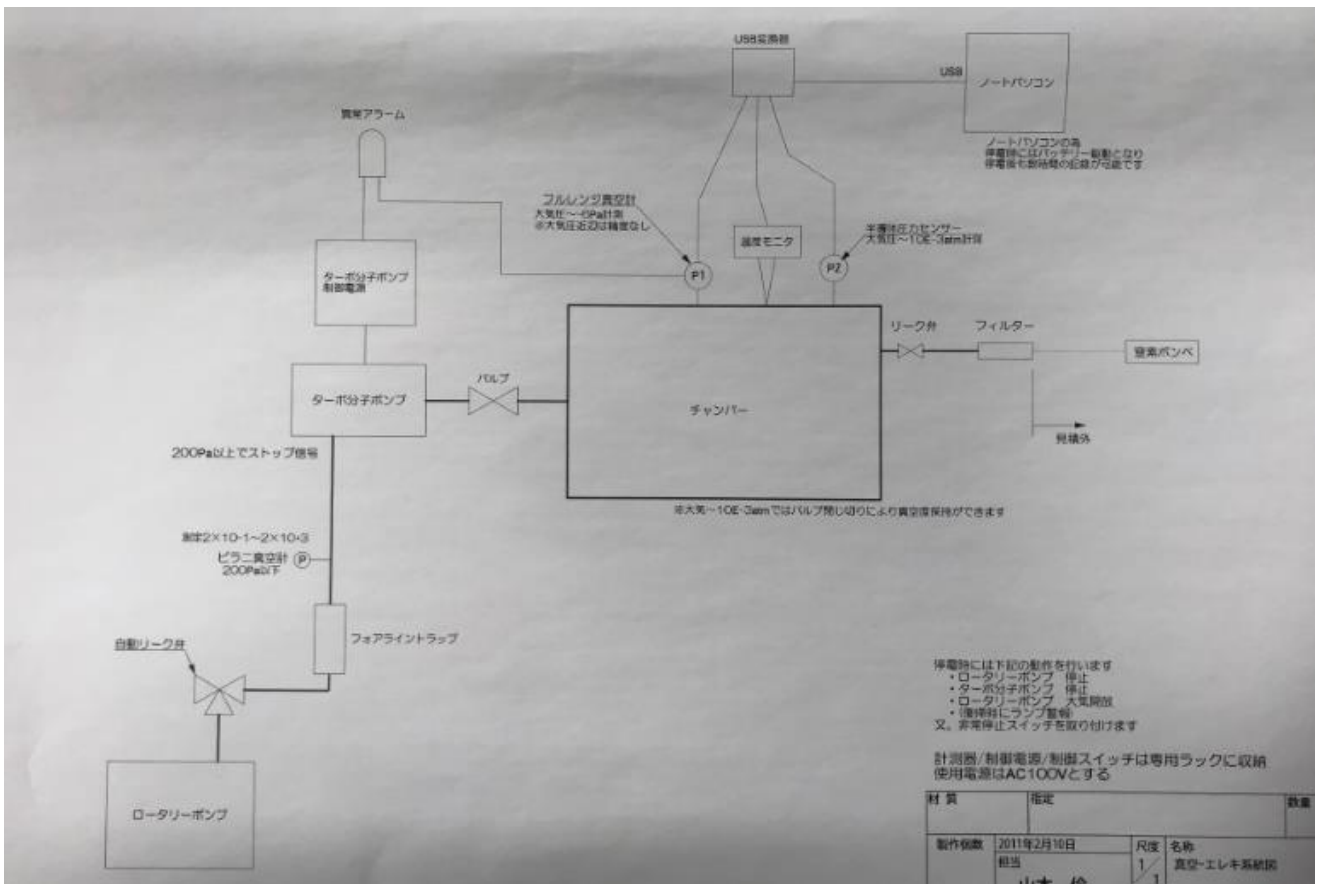 USB変換器
USB
ノートパソコン
異常アラーム
ノートパソコンの為
停電時にはバッテリー駆動となり
停電後も長時間の記録が可能です
フルレンジ真空計
大気圧~-6Pa計測
※大気圧近辺は精度なし
半導体圧力センサー
大気圧~10E-3atm計測
温度モニタ
P1
P2
ターボ分子ポンプ
制御電源
リーク弁
フィルター
窒素ボンベ
バルブ
ターボ分子ポンプ
チャンバー
見積外
200Pa以上でストップ信号
※大気~10E-3atmではバルブ閉じ切りにより真空度保持ができます
測定2×10-1~2×10+3
ピラニ真空計
P
200Pa以下
フォアライントラップ
自動リーク弁
停電時には下記の動作を行います
・ロータリーポンプ 停止
・ターボ分子ポンプ 停止
・ロータリーポンプ 大気開放
・(復帰時にランプ警報)
又、非常停止スイッチを取り付けます
計測器/制御電源/制御スイッチは専用ラックに収納
使用電源はAC100Vとする
ロータリーポンプ
材質
指定
数量
製作個数
2011年2月10日
尺度
名称
担当
1/1
真空-エレキ系統図
山本